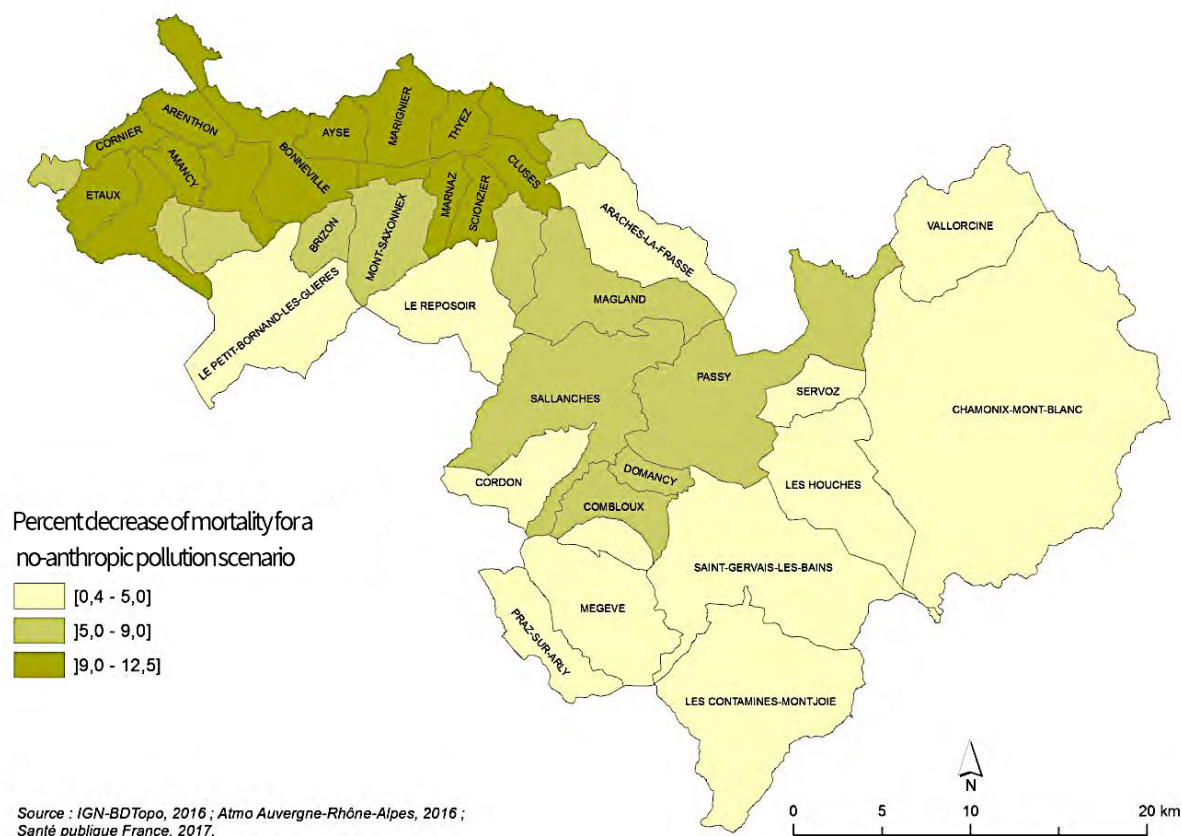 ARENTHON
CORNIER
AMANCY
ETAUX
BONNEVILLE
AYSE
MARIGNIER
THYEZ
CLUSES
MARNAZ
SCIONZIER
BRIZON
MONT-SAXONNEX
ARACHES-LA-FRASSE
VALLORCINE
LE PETIT-BORNAND-LES-GLIERES
LE REPOSOIR
MAGLAND
PASSY
SERVOZ
CHAMONIX-MONT-BLANC
SALLANCHES
CORDON
DOMANCY
COMBLOUX
LES HOUCHES
SAINT-GERVAIS-LES-BAINS
MEGEVE
PRAZ-SUR-ARLY
LES CONTAMINES-MONTJOIE
Percent decrease of mortality for a
no-anthropic pollution scenario
[0,4 - 5,0]
]5,0 - 9,0]
]9,0 - 12,5]
N
0 5 10 20 km
Source : IGN-BDTopo, 2016 ; Atmo Auvergne-Rhône-Alpes, 2016 ;
Santé publique France, 2017.